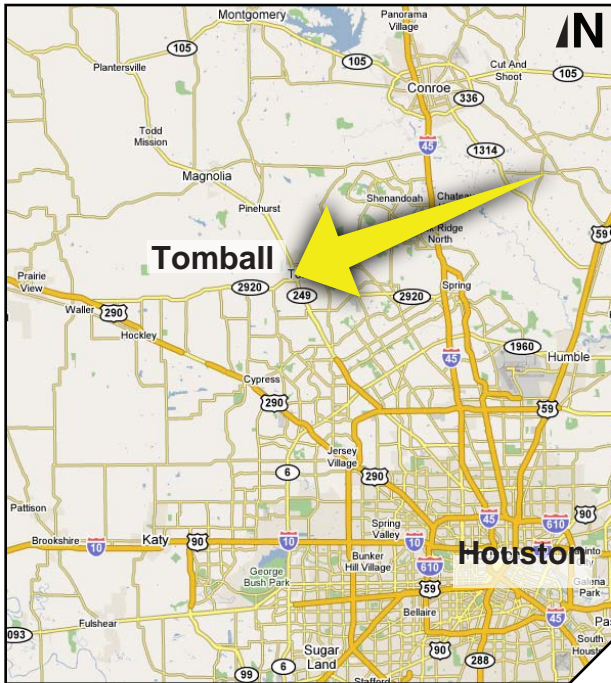 Montgomery
Panorama
Village
N
105
Plantersville
105
Cut And
Shoot
105
Conroe
336
Todd
Mission
45
1314
Magnolia
Shenandoah
Pinehurst
Ridge
North
59
Tomball
Prairie
View
2920
249
2920
Spring
Waller
290
Hockley
45
1960
Humble
Cypress
290
59
6
Jersey
Village
290
Pattison
45
90
Spring
Valley
610
Brookshire
10
Katy
90
10
10
Houston
Bunker
Hill Village
610
George
Bush Park
59
Galena
Park
Bellaire
45
Fulshear
093
South
Sugar
Land
90
99
6
288
Stafford